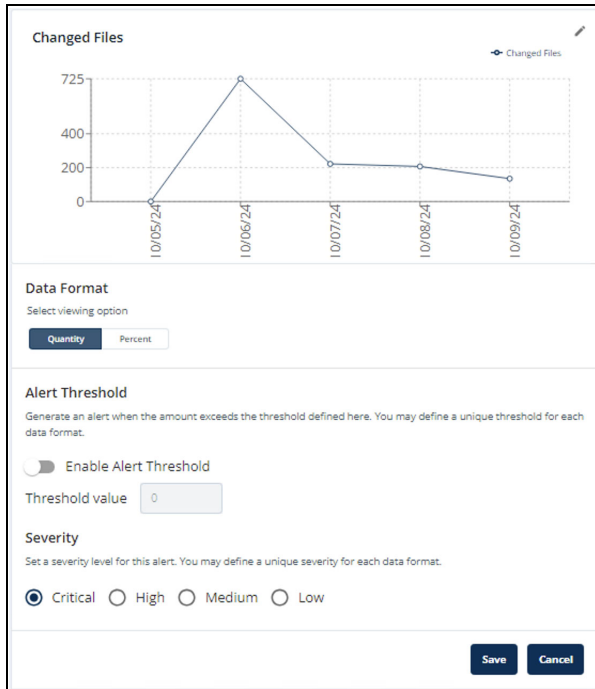 Changed Files
Changed Files
725
400
200
0
10/05/24
10/06/24
10/07/24
10/08/24
10/09/24
Data Format
Select viewing option
Quantity Percent
Alert Threshold
Generate an alert when the amount exceeds the threshold defined here. You may define a unique threshold for each
data format.
Enable Alert Threshold
Threshold value 0
Severity
Set a severity level for this alert. You may define a unique severity for each data format.
Critical High Medium Low
Save Cancel